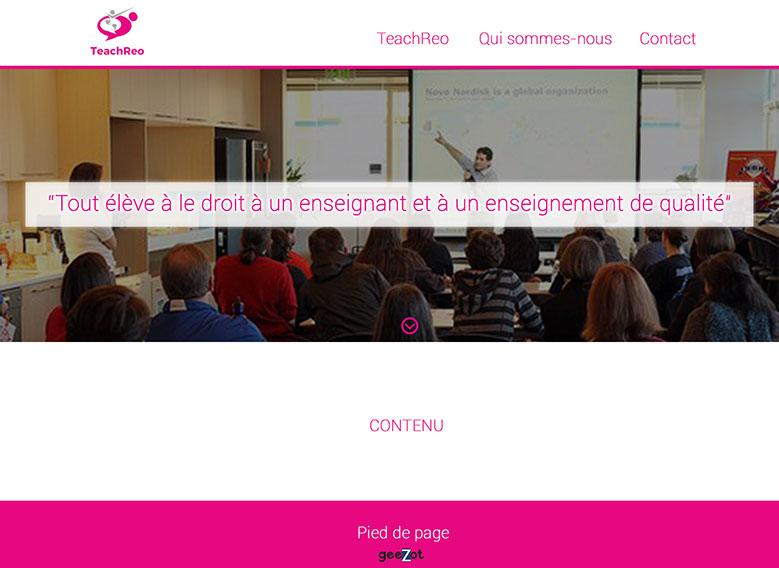 TeachReo
TeachReo Qui sommes-nous Contact
Novo Nordisk is a global organization
"Tout élève à le droit à un enseignant et à un enseignement de qualité"
CONTENU
Pied de page
geeZot